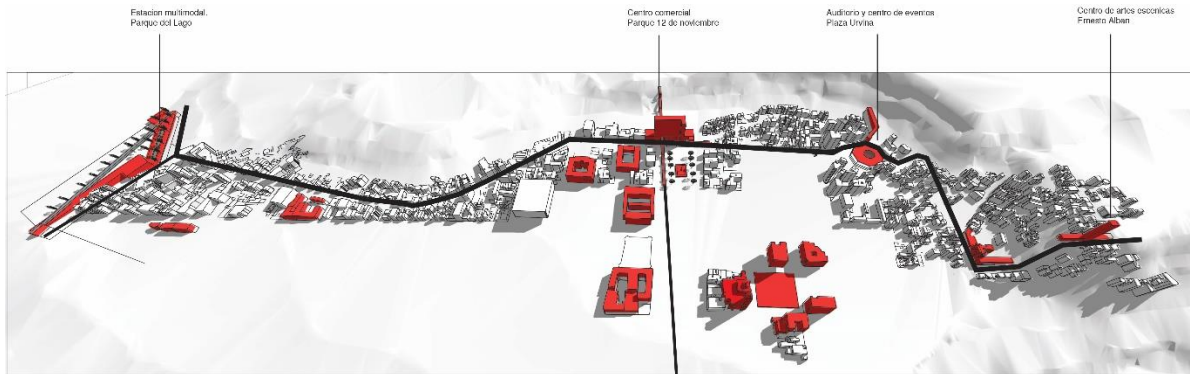 Estacion multimodal.
Parque del Lago
Centro comercial
Parque 12 de noviembre
Auditorio y centro de eventos
Plaza Urvina
Centro de artes escenicas
Ernesto Alban